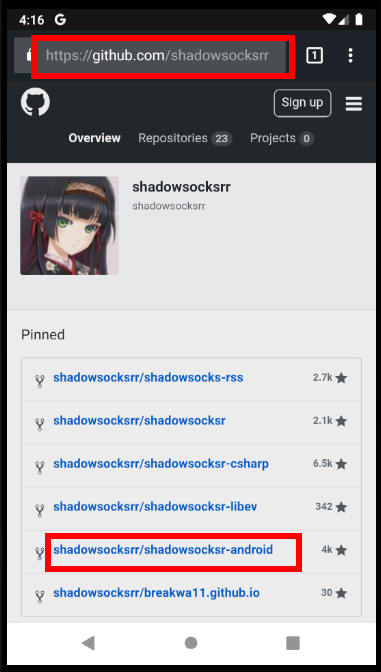 4:16 G
https://github.com/shadowsocksrr 1
Sign up
Overview Repositories 23 Projects 0
shadowsocksrr
shadowsocksrr
Pinned
shadowsocksrr/shadowsocks-rss 2.7k
shadowsocksrr/shadowsocksr 2.1k
shadowsocksrr/shadowsocksr-csharp 6.5k
shadowsocksrr/shadowsocksr-libev 342
shadowsocksrr/shadowsocksr-android 4k
shadowsocksrr/breakwa11.github.io 30